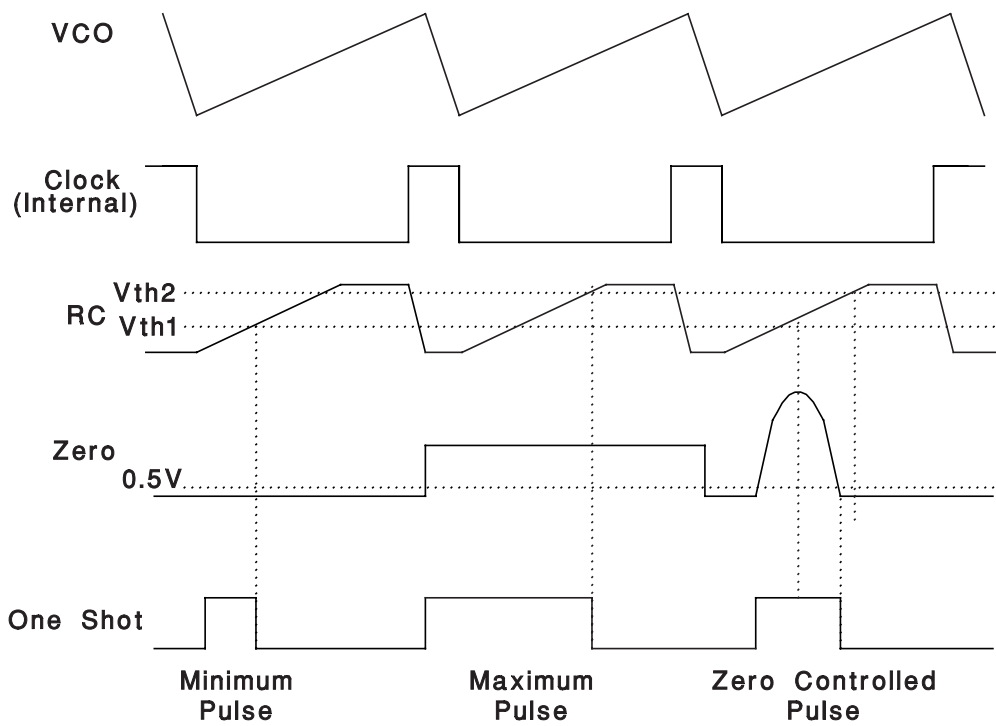 VCO
Clock
(Internal)
Vth2
RC
Vth1
Zero
0.5V
One Shot
Minimum
Pulse
Maximum
Pulse
Zero Controlled
Pulse